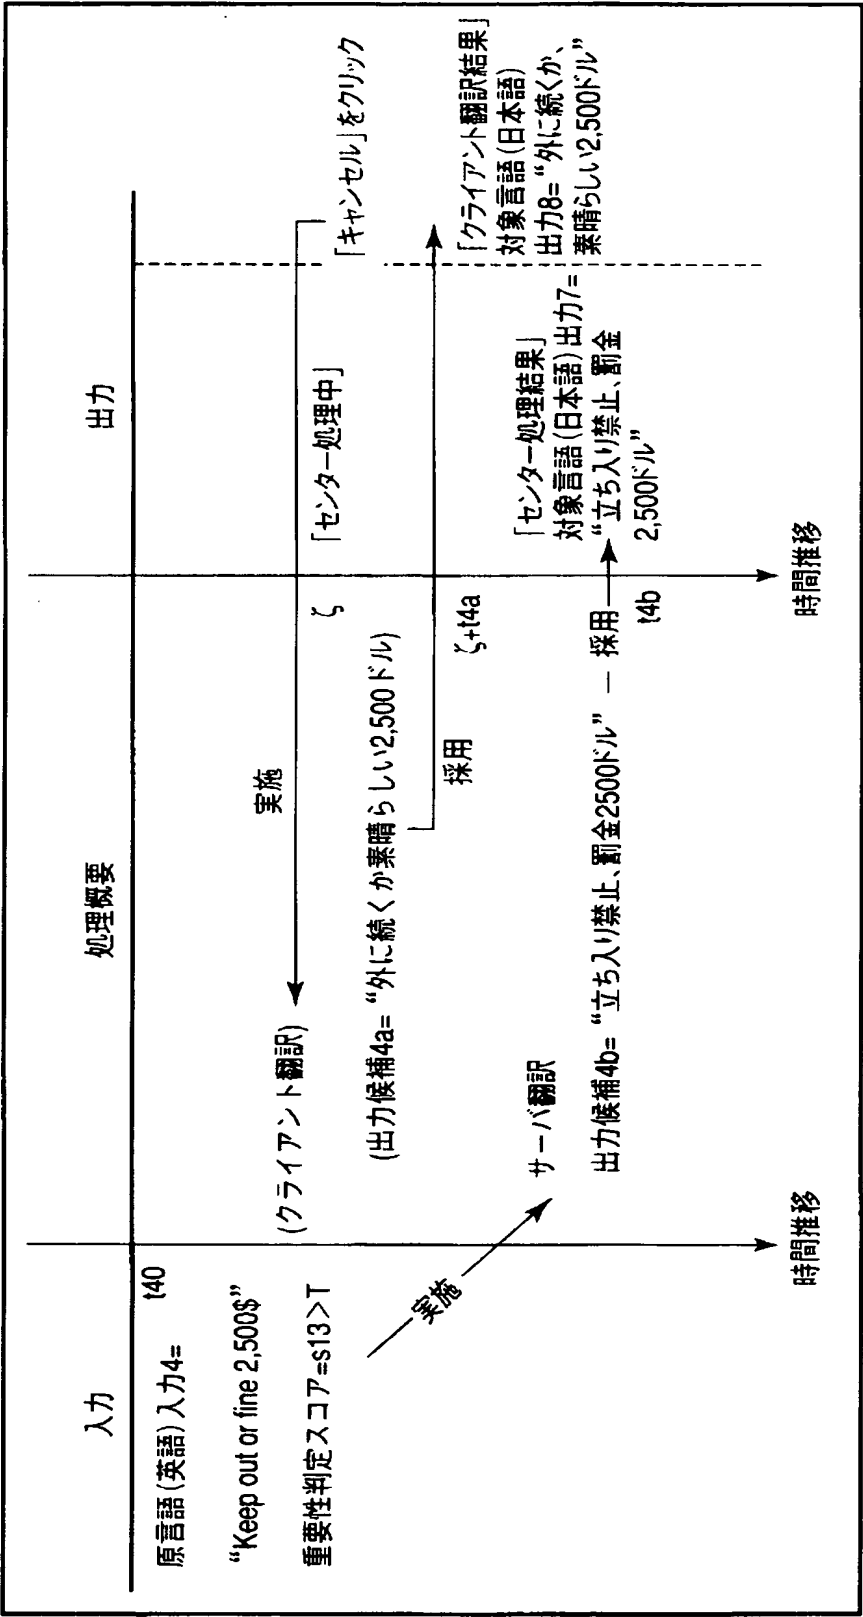 入力
処理概要
出力
t40
原言語(英語)入力4=
“Keep out or fine 2,500$”
重要性判定スコア=s13>T
実施
(クライアント翻訳)
実施
(出力候補4a= “外に続くか素晴らしい2,500ドル)
採用
サーバ翻訳
出力候補4b= “立ち入り禁止、罰金2500ドル” ― 採用
時間推移
ζ
「センター処理中」
「キャンセル」をクリック
ζ+t4a
「クライアント翻訳結果」
対象言語(日本語)
出力8= “外に続くか、
素晴らしい2,500ドル”
「センター処理結果」
対象言語(日本語)出力7=
“立ち入り禁止、罰金
2,500ドル”
t4b
時間推移